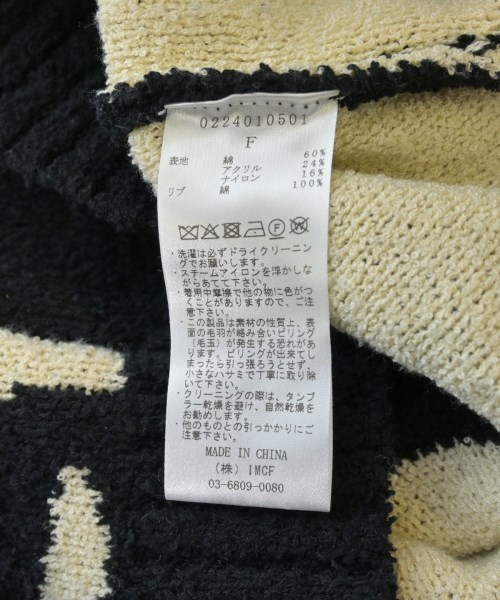 0224010501
F
表地 綿 60%
アクリル 24%
ナイロン 16%
リブ 綿 100%
・洗濯は必ずドライクリーニン
グでお願いします。
・スチームアイロンを浮かしな
がらあてて下さい。
・着用中摩擦で他の物に色がつ
くことがありますので、ご注
意下さい。
・この製品は素材の性質上、表
面の毛羽が絡み合いピリング
(毛玉)が発生する恐れがあ
ります。ピリングが出来てし
まったら引っ張ろうとせず、
小さなハサミで丁寧に取り除
いて下さい。
・クリーニングの際は、タンブ
ラー乾燥を避け、自然乾燥を
お勧めします。
・他のものとの引っかかりにご
注意下さい。
MADE IN CHINA
(株) IMCF
03-6809-0080